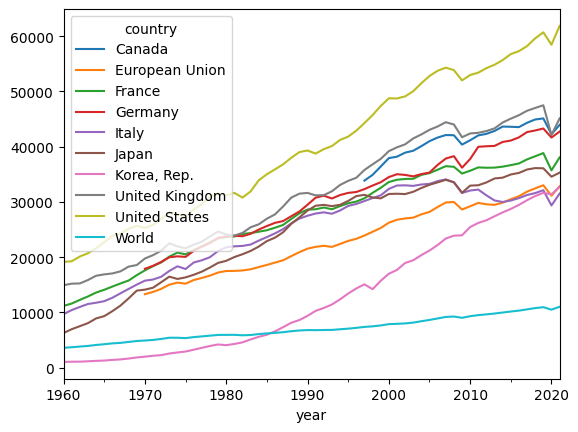 60000
50000
40000
30000
20000
10000
0
country
Canada
European Union
France
Germany
Italy
Japan
Korea, Rep.
United Kingdom
United States
World
1960 1970 1980 1990 2000 2010 2020
year